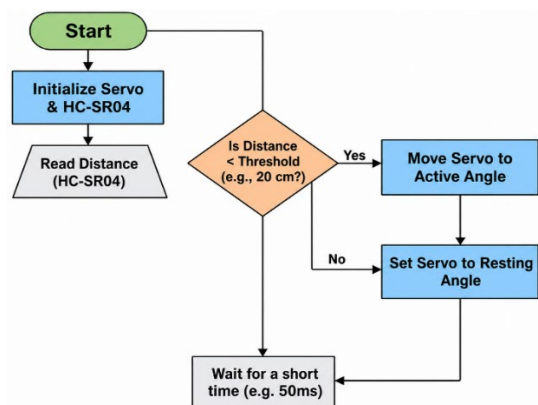 Start
Initialize Servo
& HC-SR04
Read Distance
(HC-SR04)
Is Distance
< Threshold
(e.g., 20 cm?)
Yes
Move Servo to
Active Angle
No
Set Servo to Resting
Angle
Wait for a short
time (e.g. 50ms)